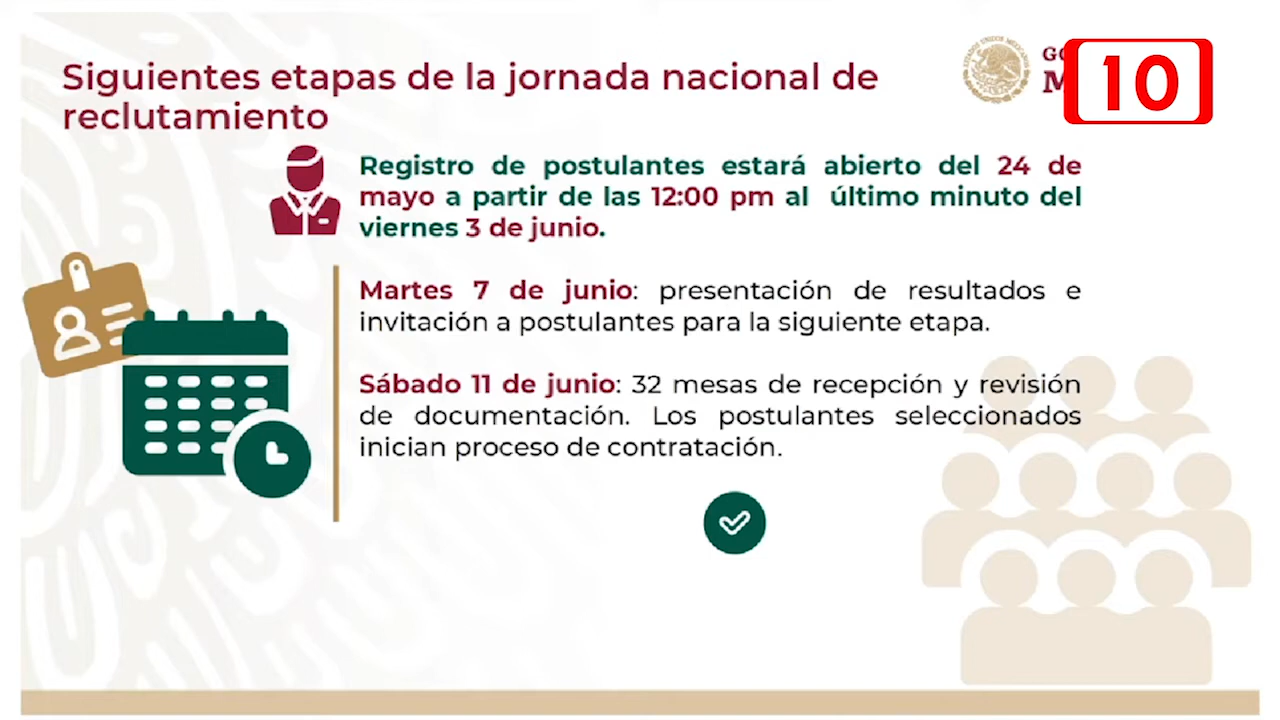 Siguientes etapas de la jornada nacional de
reclutamiento
10
Registro de postulantes estará abierto del 24 de
mayo a partir de las 12:00 pm al último minuto del
viernes 3 de junio.
Martes 7 de junio: presentación de resultados e
invitación a postulantes para la siguiente etapa.
Sábado 11 de junio: 32 mesas de recepción y revisión
de documentación. Los postulantes seleccionados
inician proceso de contratación.